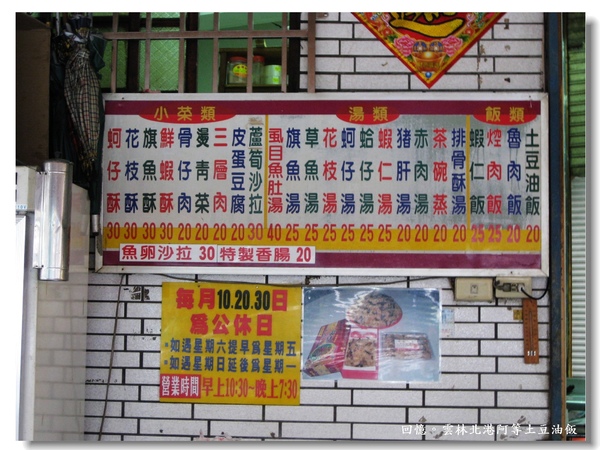 小菜類
蚵仔酥 30
花枝酥 30
旗魚酥 30
鮮蝦酥 30
骨仔肉 20
燙青菜 20
三層肉 20
皮蛋豆腐 20
蘆筍沙拉 30
魚卵沙拉 30 特製香腸 20
湯類
虱目魚肚湯 40
旗魚湯 25
草魚湯 25
花枝湯 25
蚵仔湯 25
蛤仔湯 25
蝦仁湯 25
豬肝湯 20
赤肉湯 20
茶碗蒸 20
排骨酥湯 20
飯類
蝦仁飯 25
焢肉飯 25
魯肉飯 20
土豆油飯 20
每月10.20.30日
為公休日
•如遇星期六提早為星期五
•如遇星期日延後為星期一
營業時間 早上10:30~晚上7:30
回憶。雲林北港阿等土豆油飯